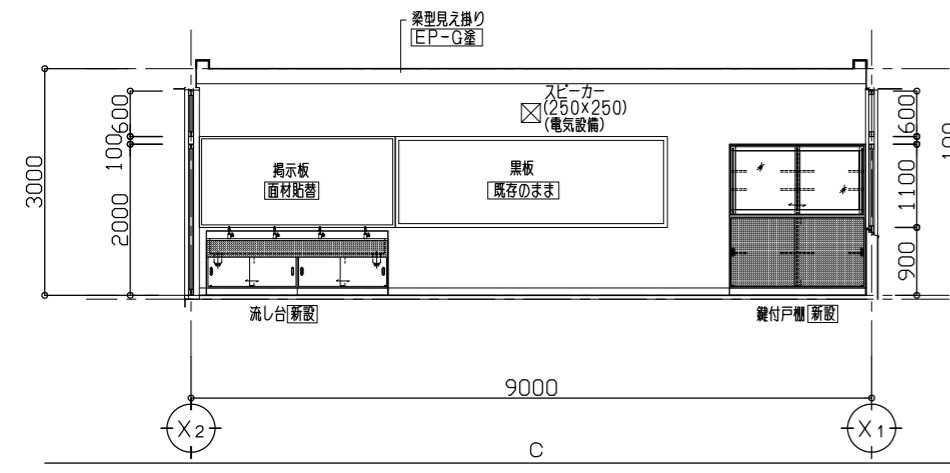 梁型見え掛り
EP-G塗
スピーカー
(250×250)
(電気設備)
掲示板
面材貼替
黒板
既存のまま
3000
600
100
2000
600
1100
900
100
流し台 新設
鍵付戸棚 新設
9000
X2
X1
C